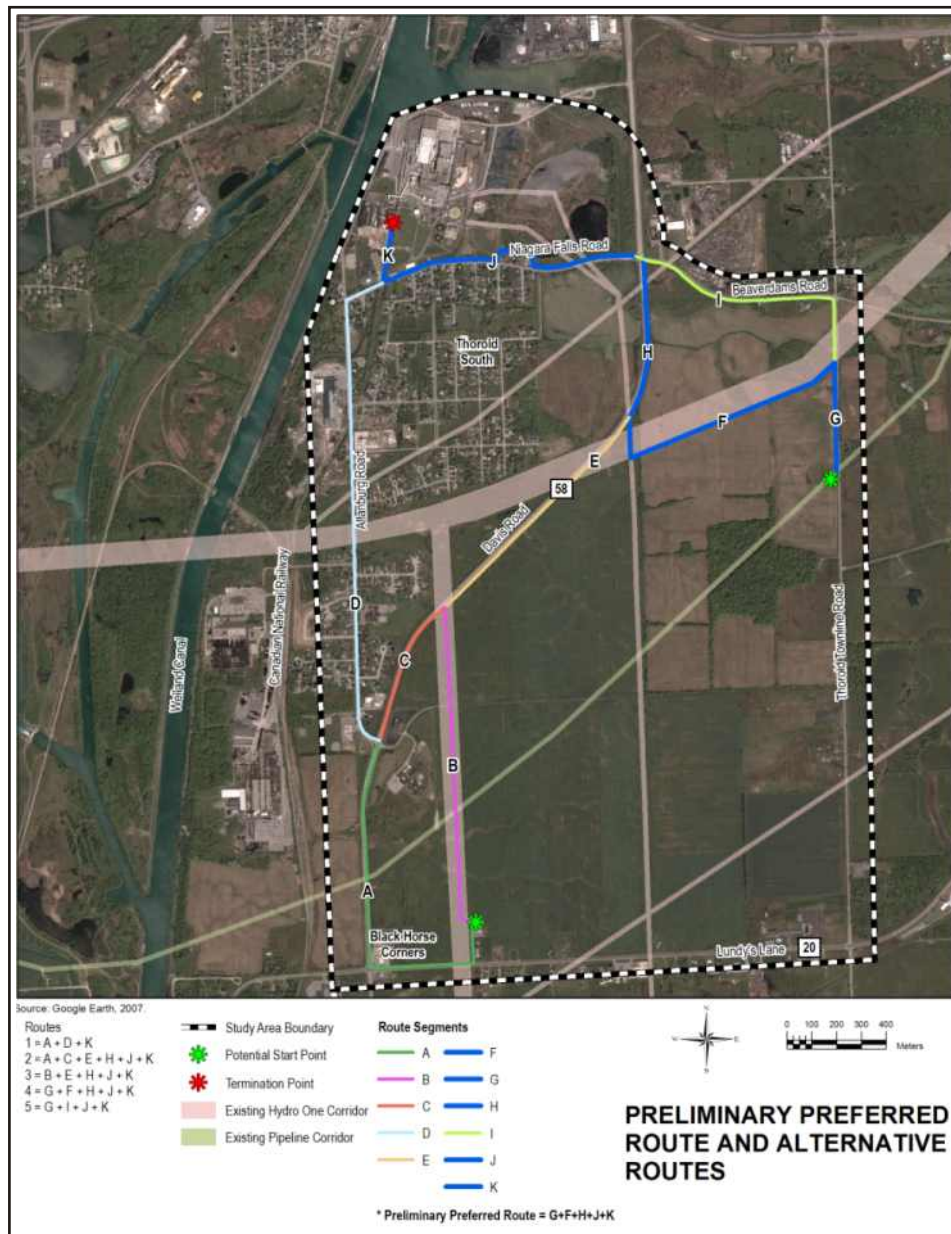 K
J
Niagara Falls Road
Beaverdams Road
I
Thorold
South
H
F
G
E
58
Allanburg Road
Davis Road
D
C
Canadian National Railway
Welland Canal
Thorold Townline Road
B
A
Black Horse
Corners
Lundy's Lane
20
Source: Google Earth, 2007.
Routes
1 = A + D + K
2 = A + C + E + H + J + K
3 = B + E + H + J + K
4 = G + F + H + J + K
5 = G + I + J + K
Study Area Boundary
Potential Start Point
Termination Point
Existing Hydro One Corridor
Existing Pipeline Corridor
Route Segments
A
B
C
D
E
F
G
H
I
J
K
* Preliminary Preferred Route = G+F+H+J+K
N
W
E
S
0 100 200 300 400
Meters
PRELIMINARY PREFERRED
ROUTE AND ALTERNATIVE
ROUTES